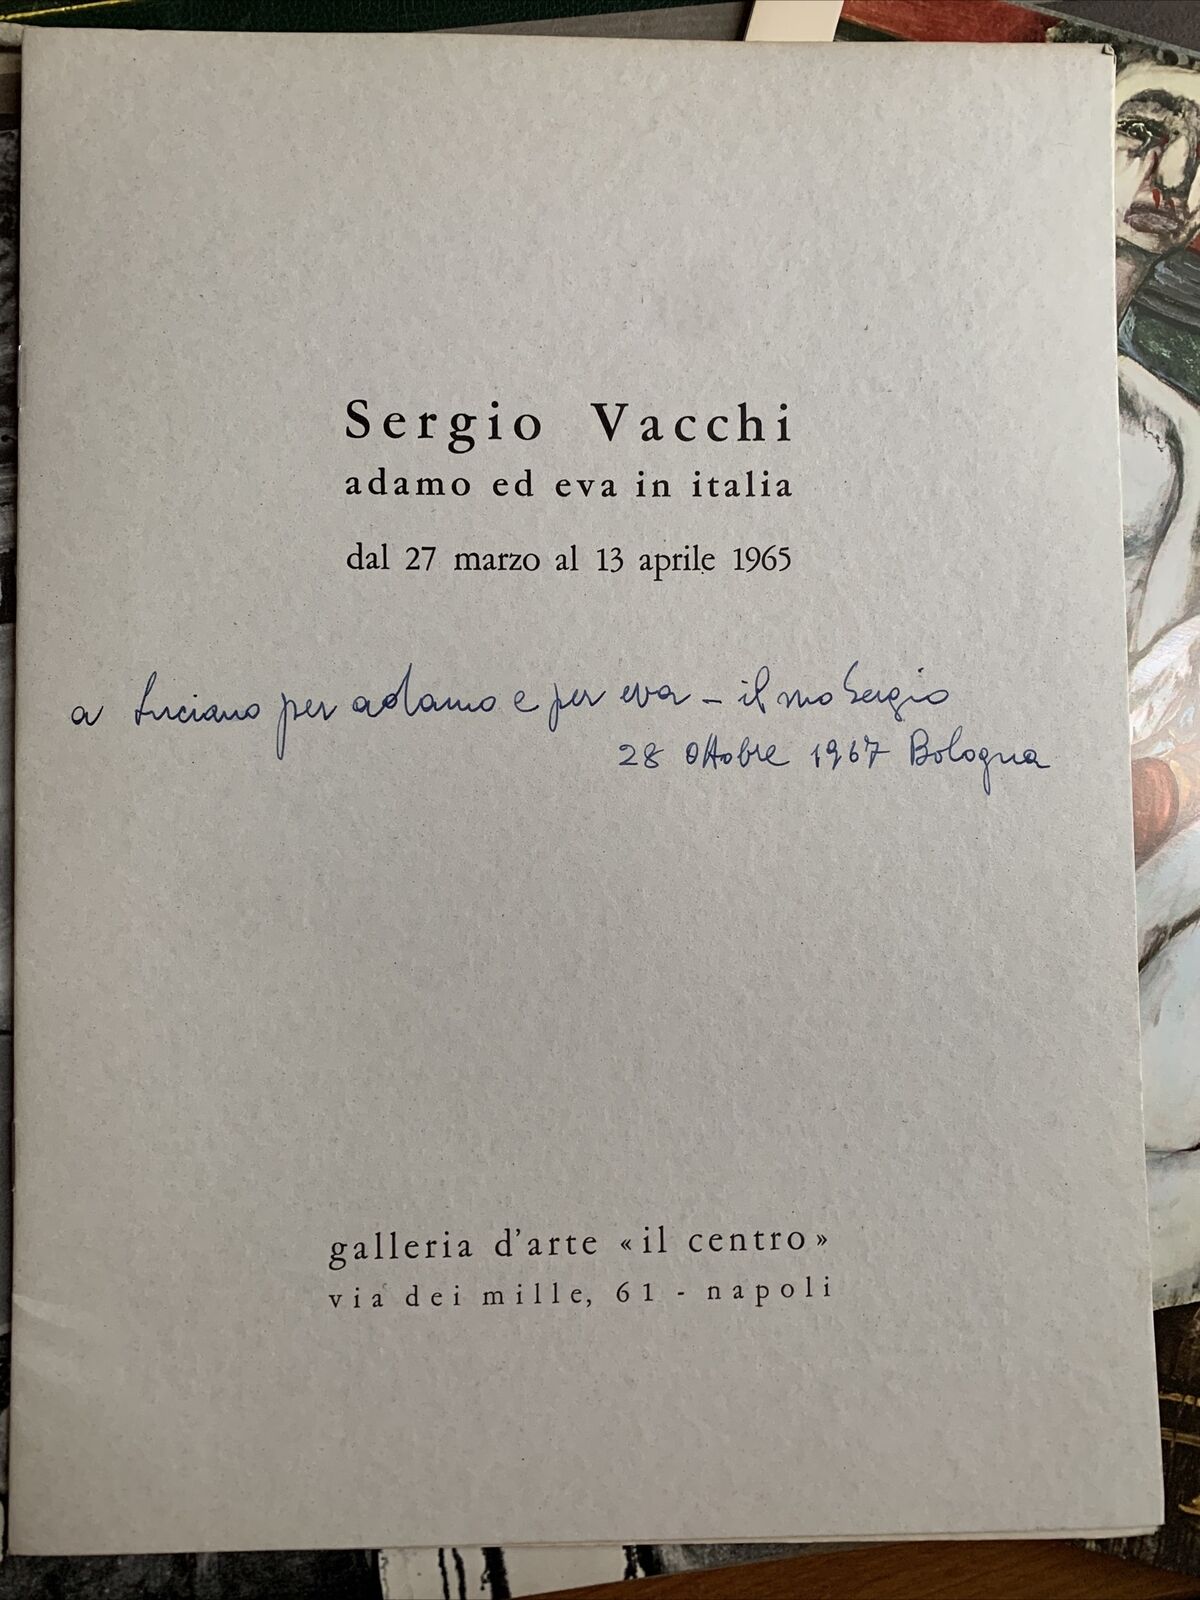 Sergio Vacchi
adamo ed eva in italia
dal 27 marzo al 13 aprile 1965
a Luciano per adamo e per eva – il suo Sergio
28 Ottobre 1967 Bologna
galleria d'arte «il centro»
via dei mille, 61 - napoli